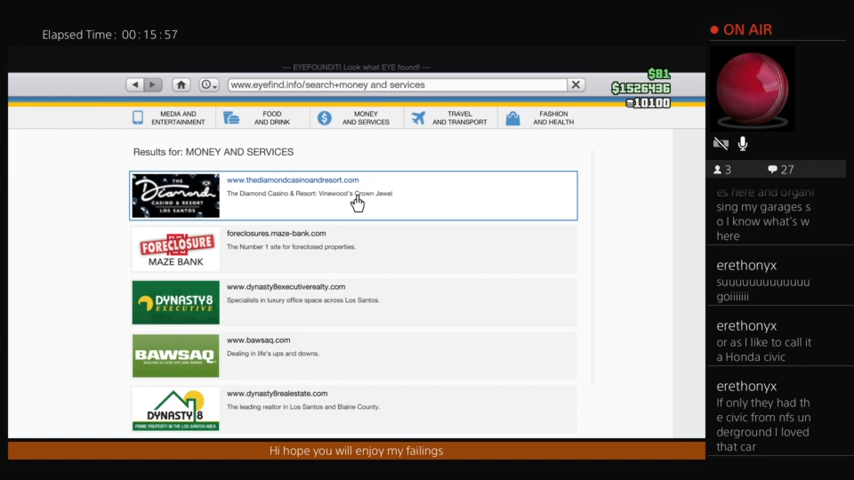 Elapsed Time : 00:15:57
ON AIR
— EYEFOUNDIT! Look what EYE found! —
www.eyefind.info/search+money and services
$81
$1526436
10100
MEDIA AND
ENTERTAINMENT
FOOD
AND DRINK
MONEY
AND SERVICES
TRAVEL
AND TRANSPORT
FASHION
AND HEALTH
Results for: MONEY AND SERVICES
THE
Diamond
CASINO & RESORT
LOS SANTOS
www.thediamondcasinoandresort.com
The Diamond Casino & Resort: Vinewood's Crown Jewel
FORECLOSURE
MAZE BANK
foreclosures.maze-bank.com
The Number 1 site for foreclosed properties.
DYNASTY8
EXECUTIVE
www.dynasty8executiverealty.com
Specialists in luxury office space across Los Santos.
BAWSAQ
www.bawsaq.com
Dealing in life's ups and downs.
DYNASTY 8
PRIME PROPERTY IN THE LOS SANTOS AREA
www.dynasty8realestate.com
The leading realtor in Los Santos and Blaine County.
Hi hope you will enjoy my failings
3
27
es here and organi
sing my garages s
o I know what's w
here
erethonyx
suuuuuuuuuuuuu
goiiiiiii
erethonyx
or as I like to call it
a Honda civic
erethonyx
If only they had th
e civic from nfs un
derground I loved
that car